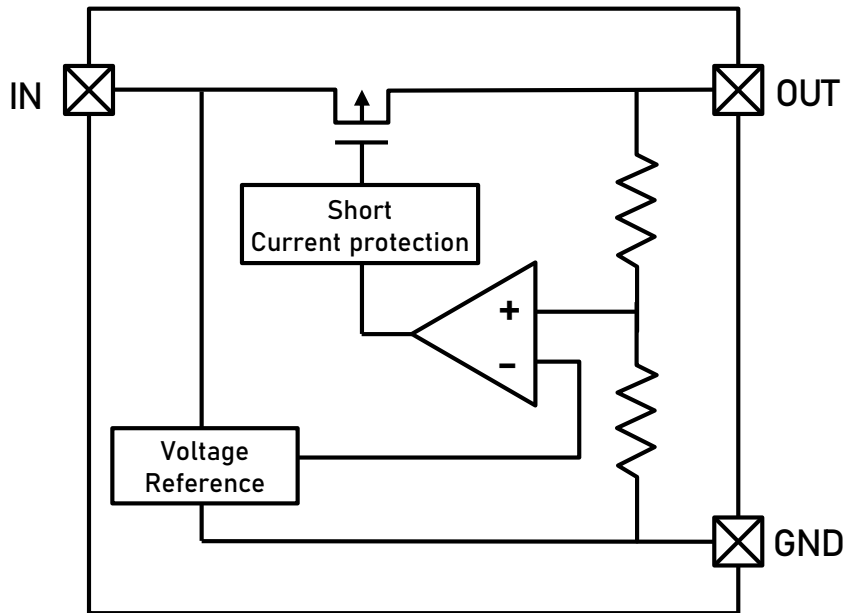 IN
OUT
Short
Current protection
+
-
Voltage
Reference
GND